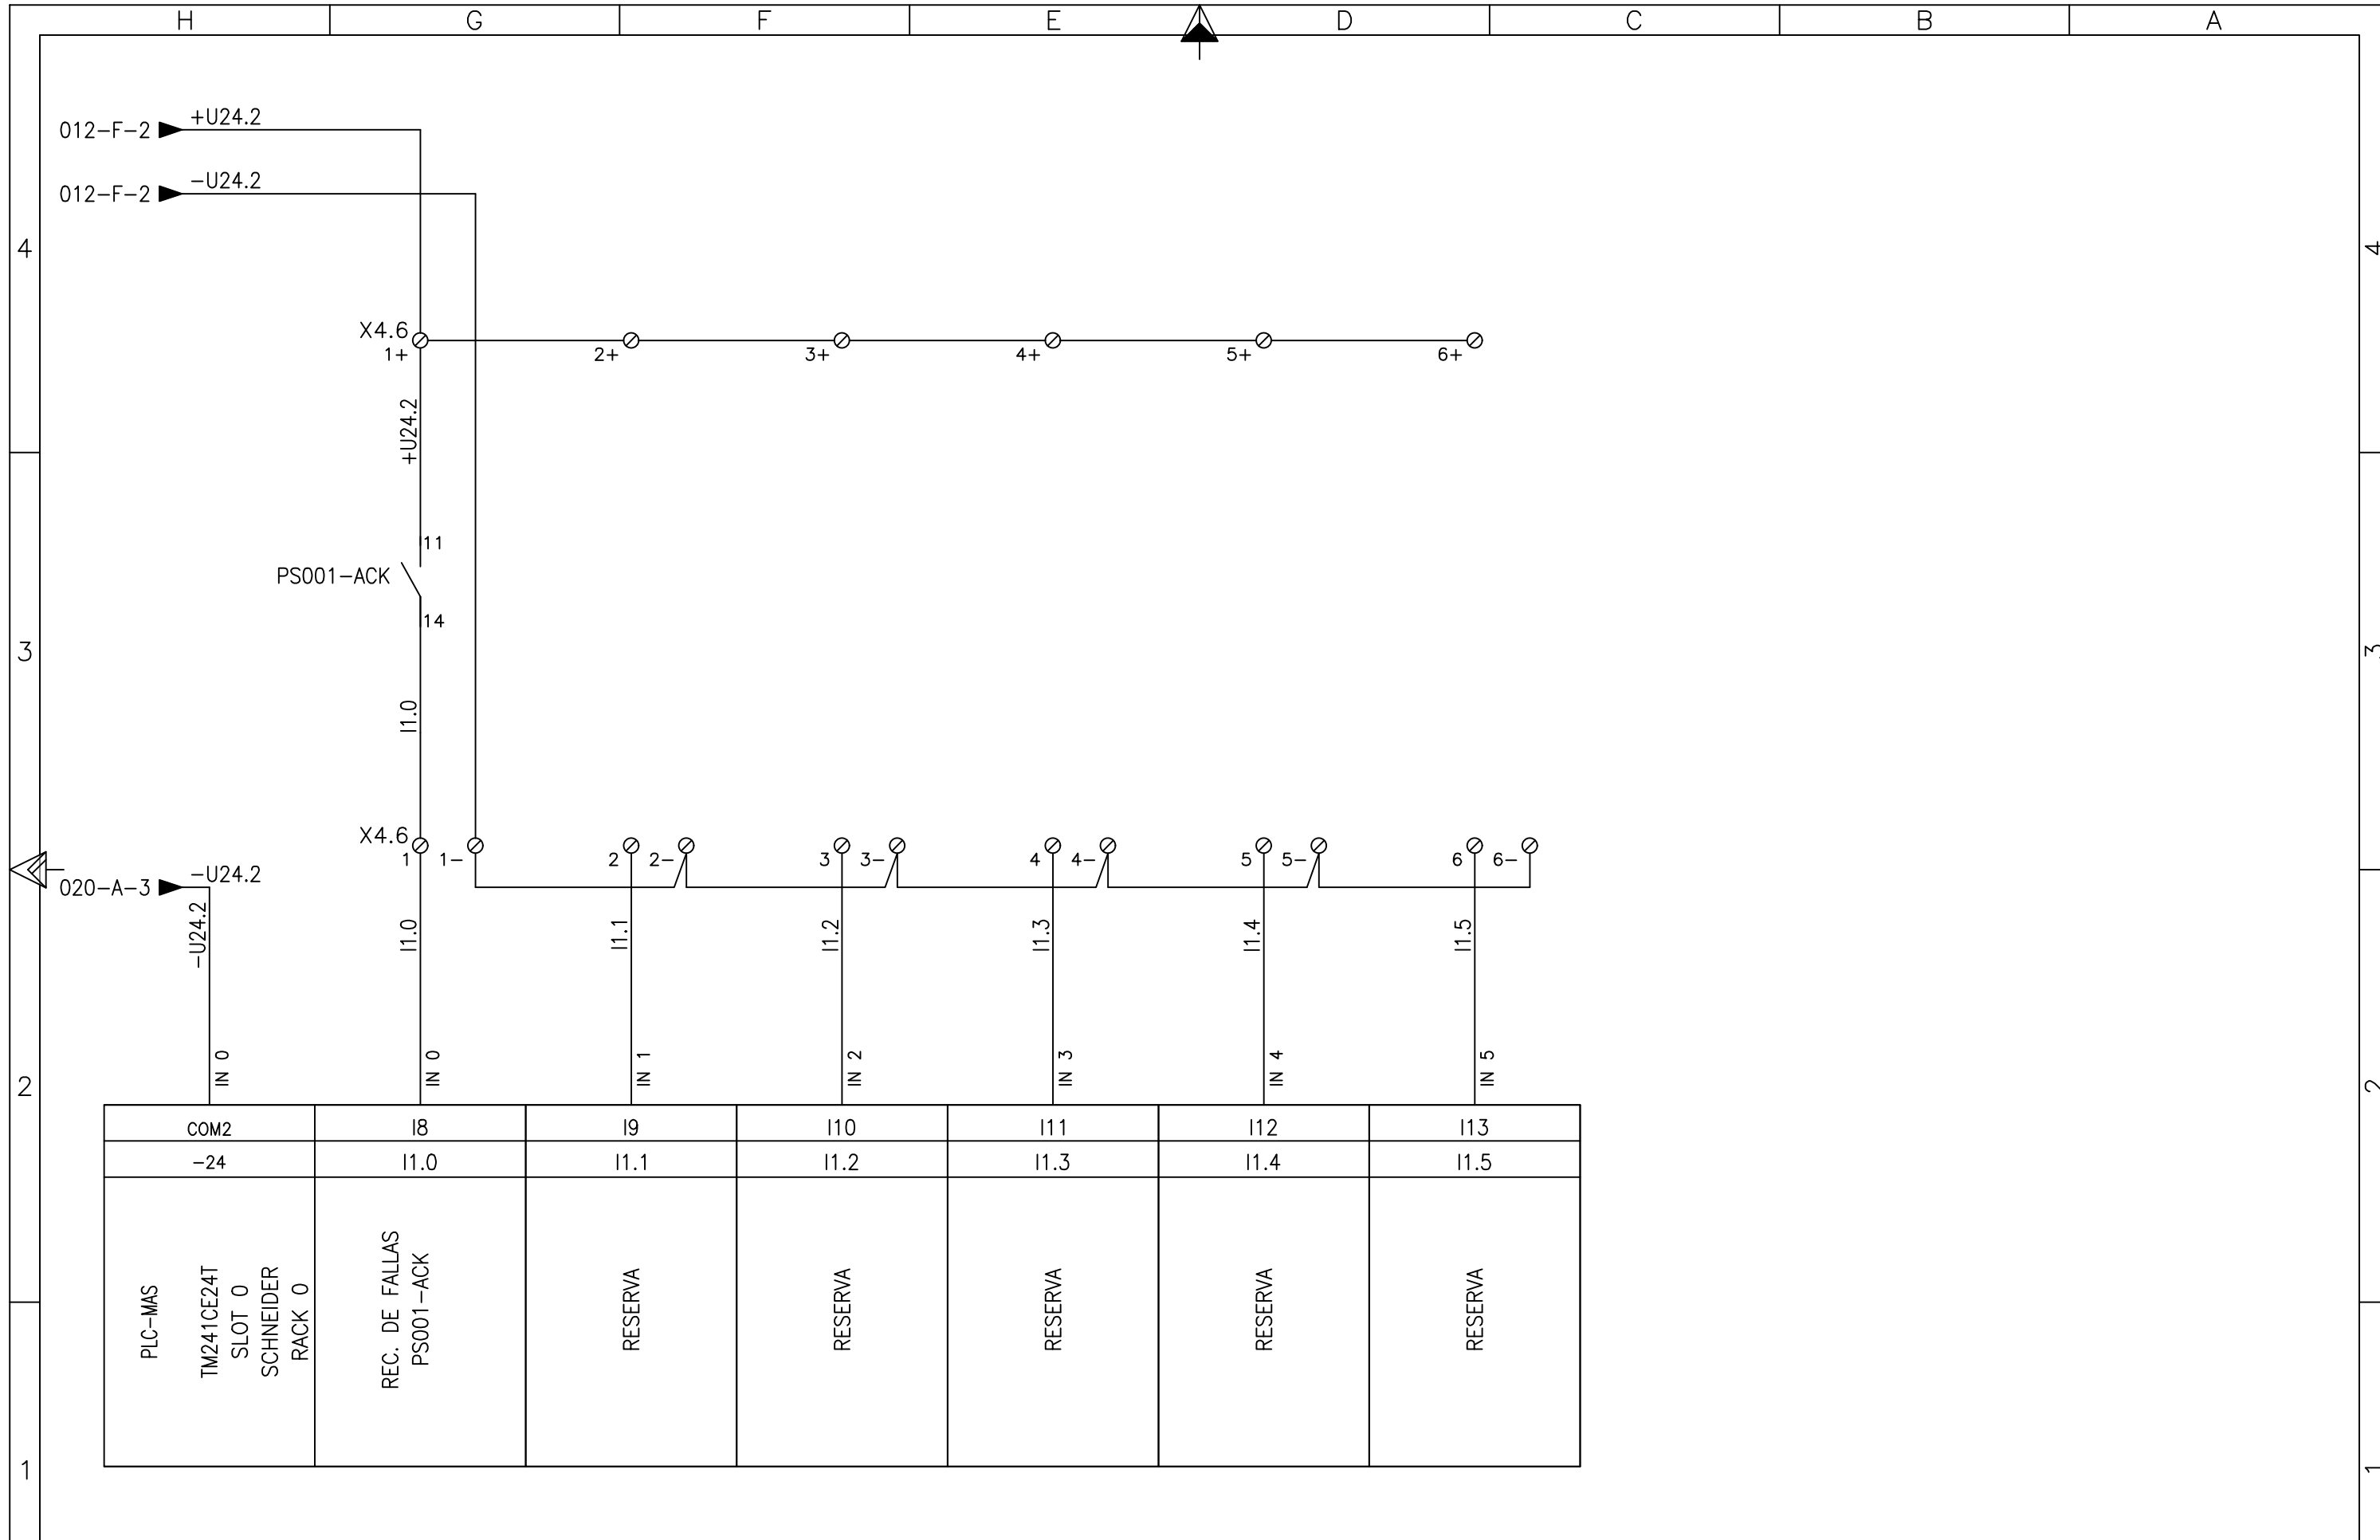 H G F E D C B A
012-F-2 +U24.2
012-F-2 -U24.2
4 4
X4.6
1+ 2+ 3+ 4+ 5+ 6+
+U24.2
11
PS001-ACK
14
3 3
I1.0
X4.6
1 1- 2 2- 3 3- 4 4- 5 5- 6 6-
020-A-3 -U24.2
-U24.2 I1.0 I1.1 I1.2 I1.3 I1.4 I1.5
IN 0 IN 0 IN 1 IN 2 IN 3 IN 4 IN 5
2 2
COM2 I8 I9 I10 I11 I12 I13
-24 I1.0 I1.1 I1.2 I1.3 I1.4 I1.5
PLC-MAS
TM241CE24T
SLOT 0
SCHNEIDER
RACK 0
REC. DE FALLAS
PS001-ACK
RESERVA
RESERVA
RESERVA
RESERVA
RESERVA
1 1